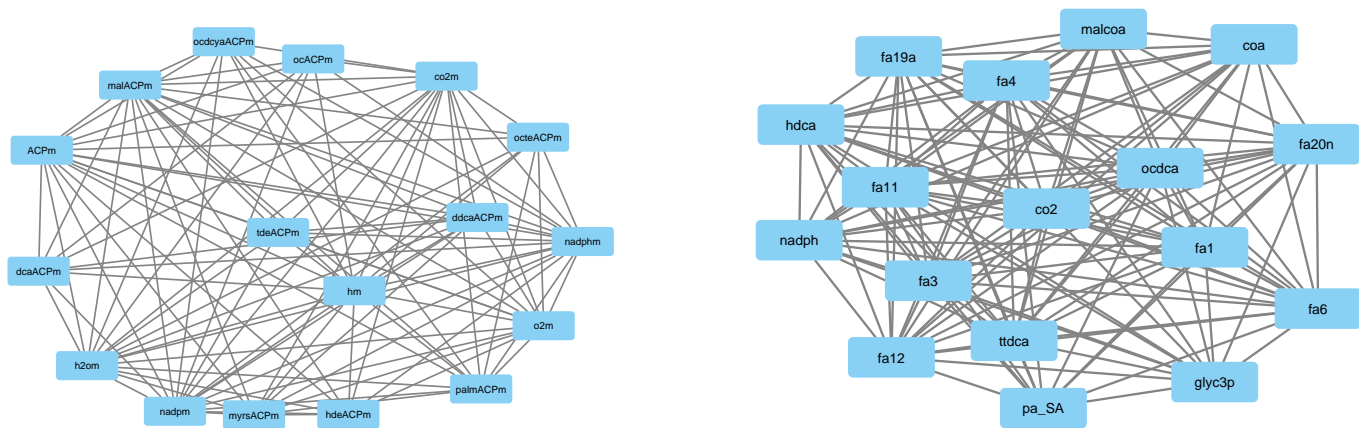 ocdcyaACPm
ocACPm
malACPm
co2m
ACPm
octeACPm
ddcaACPm
tdeACPm
nadphm
dcaACPm
hm
o2m
h2om
palmACPm
nadpm
myrsACPm
hdeACPm
malcoa
coa
fa19a
fa4
hdca
fa20n
ocdca
fa11
co2
nadph
fa1
fa3
fa6
ttdca
fa12
glyc3p
pa_SA